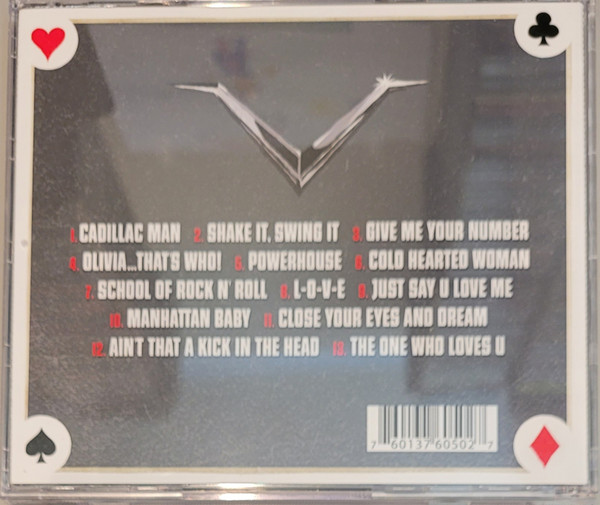 1. CADILLAC MAN 2. SHAKE IT, SWING IT 3. GIVE ME YOUR NUMBER
4. OLIVIA...THAT'S WHO! 5. POWERHOUSE 6. COLD HEARTED WOMAN
7. SCHOOL OF ROCK N' ROLL 8. L-O-V-E 9. JUST SAY U LOVE ME
10. MANHATTAN BABY 11. CLOSE YOUR EYES AND DREAM
12. AIN'T THAT A KICK IN THE HEAD 13. THE ONE WHO LOVES U
7 60137 60502 7